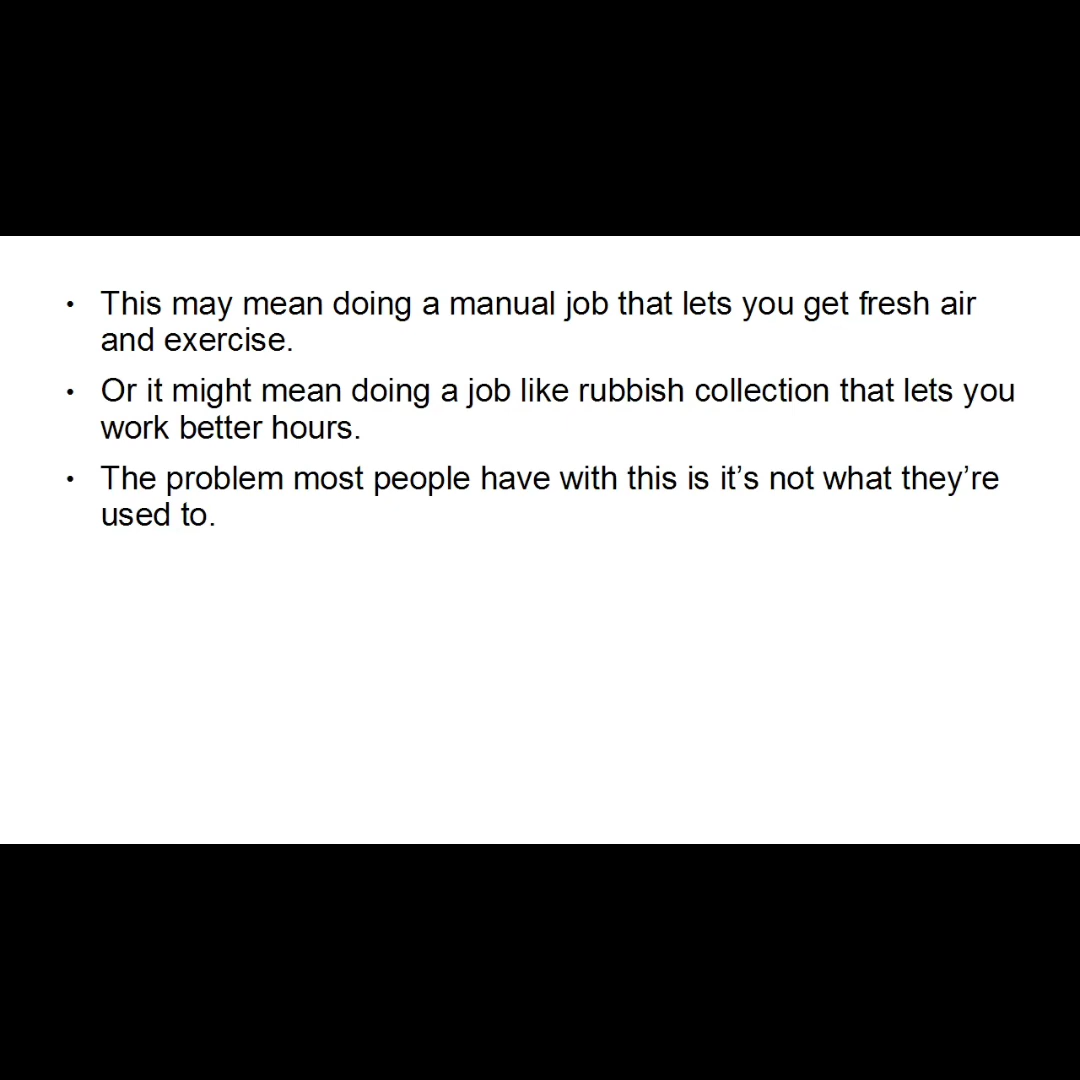 • This may mean doing a manual job that lets you get fresh air
and exercise.
• Or it might mean doing a job like rubbish collection that lets you
work better hours.
• The problem most people have with this is it’s not what they’re
used to.